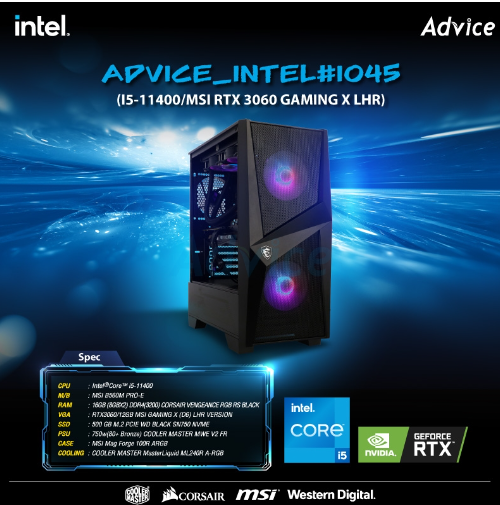 intel.
Advice
ADVICE_INTEL#1045
(I5-11400/MSI RTX 3060 GAMING X LHR)
Spec
CPU : Intel®Core™ i5-11400
M/B : MSI B560M PRO-E
RAM : 16GB (8GBX2) DDR4(3200) CORSAIR VENGEANCE RGB RS BLACK
VGA : RTX3060/12GB MSI GAMING X (D6) LHR VERSION
SSD : 500 GB M.2 PCIE WD BLACK SN750 NVME
PSU : 750w(80+ Bronze) COOLER MASTER MWE V2 FR
CASE : MSI Mag Forge 100R ARGB
COOLING : COOLER MASTER MasterLiquid ML240R A-RGB
intel.
CORE
i5
NVIDIA.
GEFORCE
RTX
COOLER MASTER
CORSAIR
msi
Western Digital.